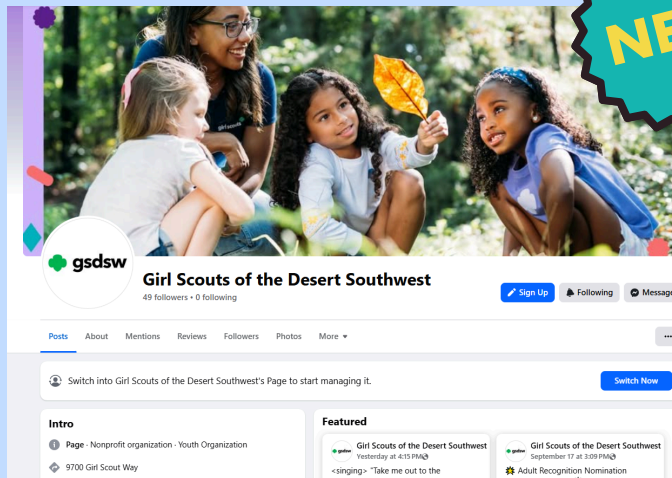 NE
gsdsw
Girl Scouts of the Desert Southwest
49 followers • 0 following
Sign Up
Following
Message
Posts About Mentions Reviews Followers Photos More
Switch into Girl Scouts of the Desert Southwest's Page to start managing it.
Switch Now
Intro
Page · Nonprofit organization · Youth Organization
9700 Girl Scout Way
Featured
gsdsw
Girl Scouts of the Desert Southwest
Yesterday at 4:15 PM
<singing> "Take me out to the
gsdsw
Girl Scouts of the Desert Southwest
September 17 at 3:09 PM
Adult Recognition Nomination